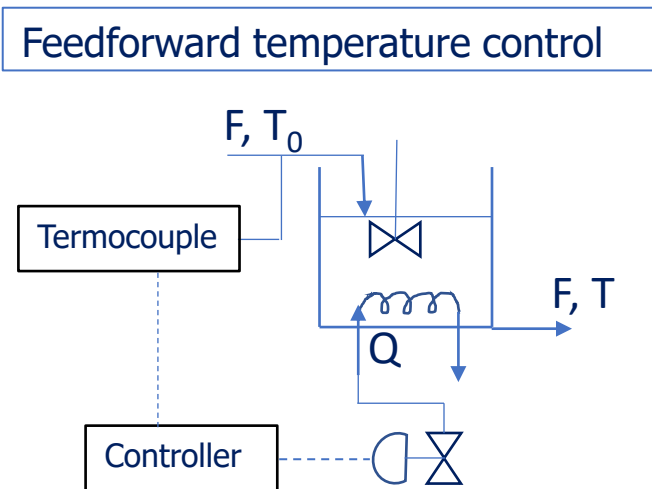 Feedforward temperature control
F, T₀
Termocouple
F, T
Q
Controller